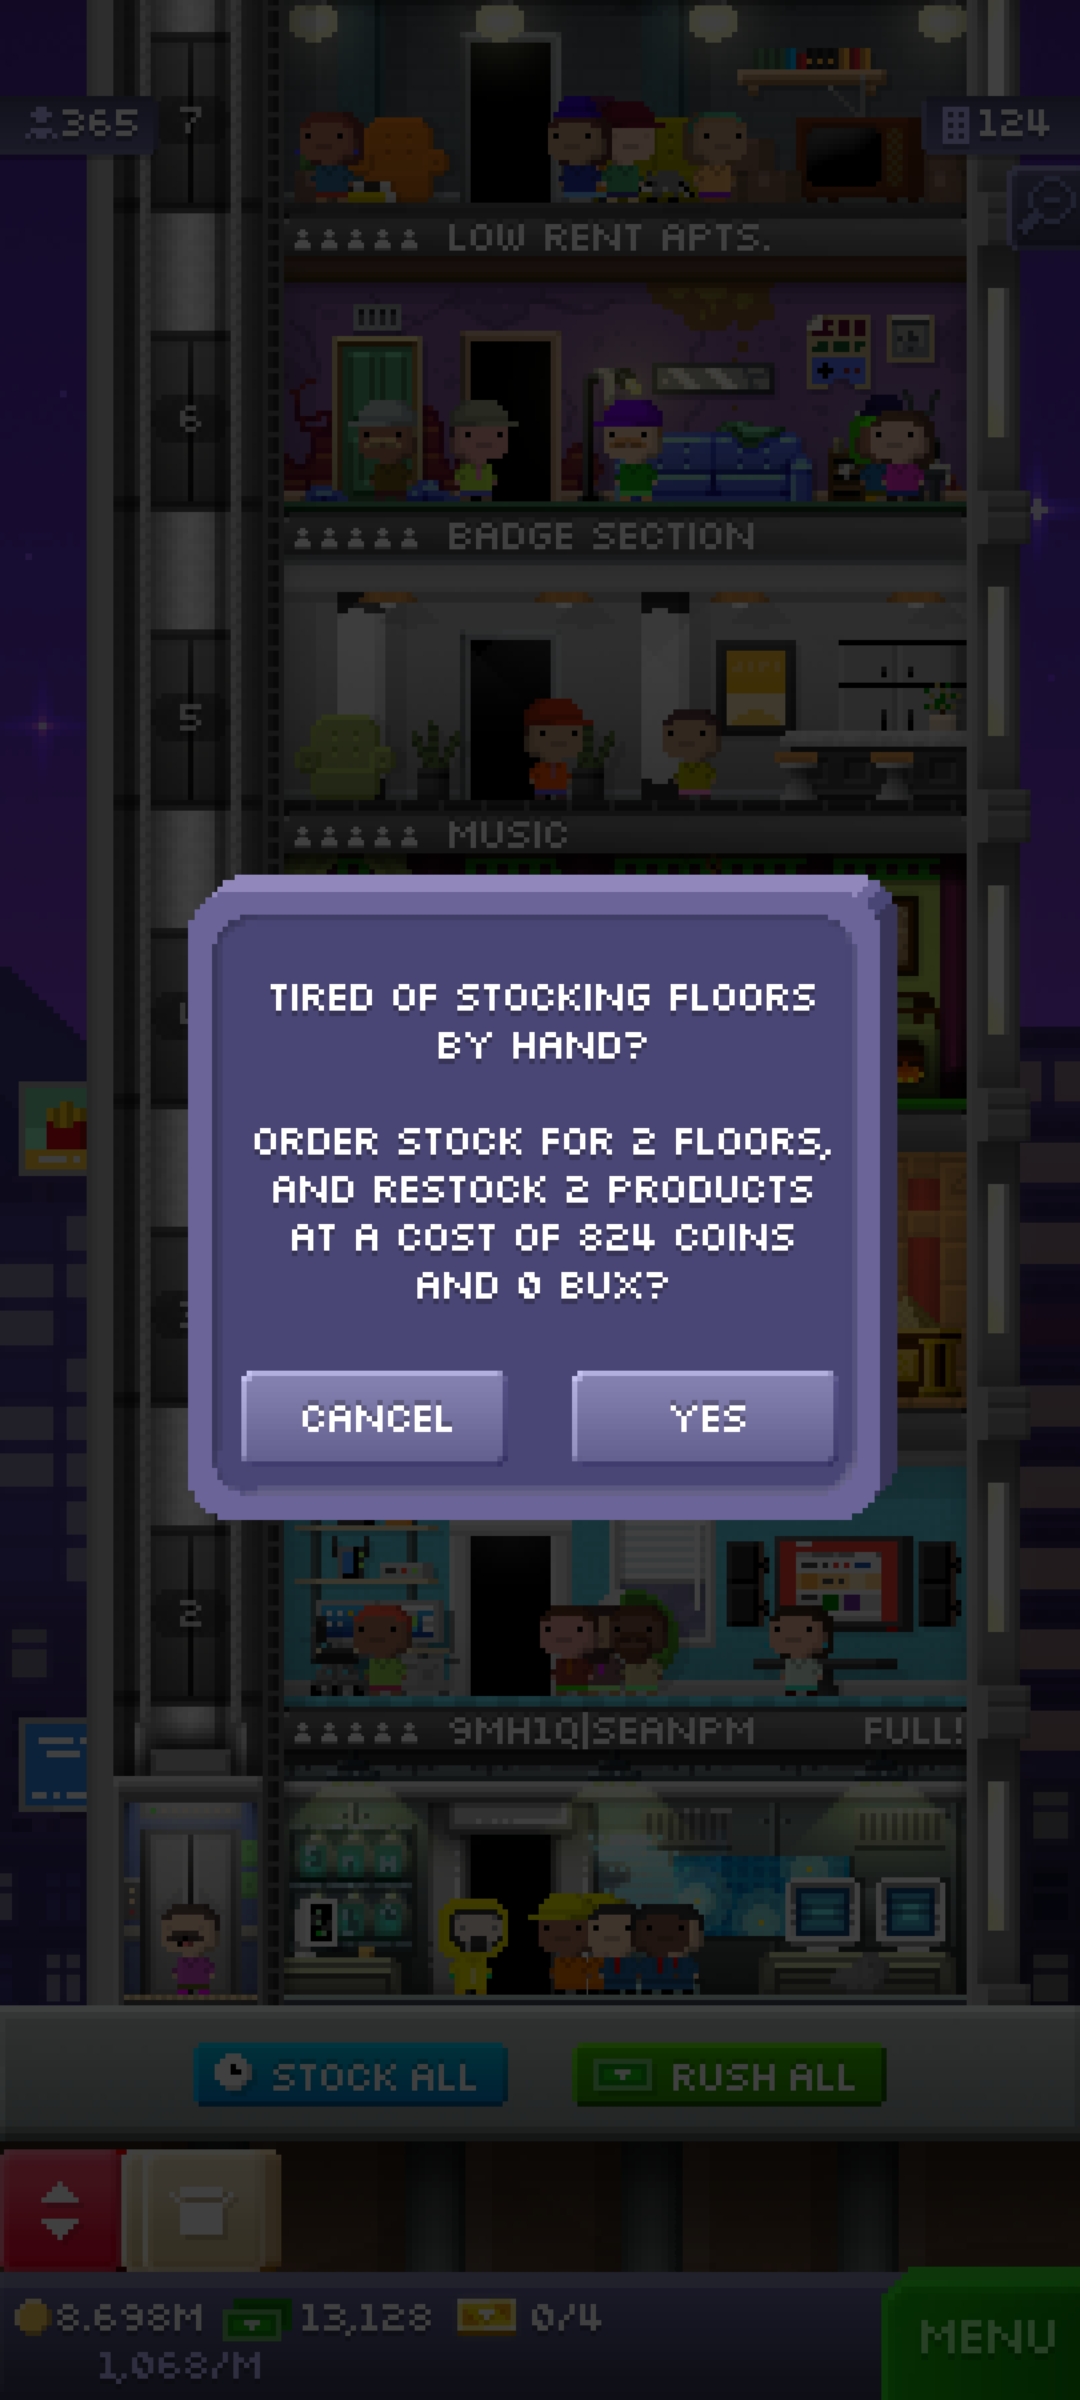 365
7
124
LOW RENT APTS.
6
BADGE SECTION
5
MUSIC
TIRED OF STOCKING FLOORS
BY HAND?
ORDER STOCK FOR 2 FLOORS,
AND RESTOCK 2 PRODUCTS
AT A COST OF 824 COINS
AND 0 BUX?
CANCEL
YES
2
9MH1Q|SEANPM
FULL!
STOCK ALL
RUSH ALL
8.698M
13,128
0/4
1,068/M
MENU